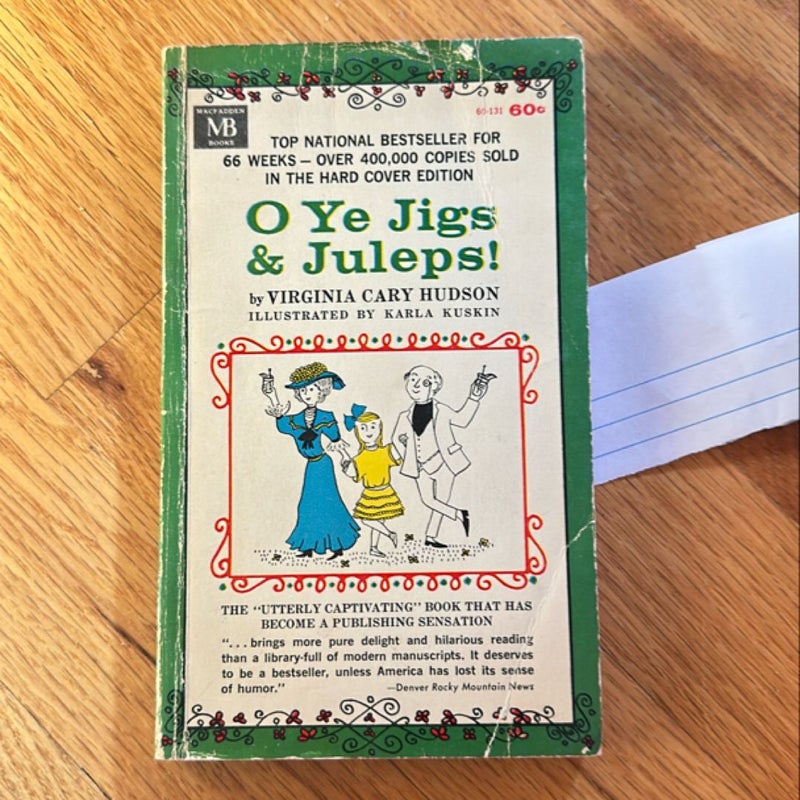 MACFADDEN
MB
BOOKS
60-131 60¢
TOP NATIONAL BESTSELLER FOR
66 WEEKS — OVER 400,000 COPIES SOLD
IN THE HARD COVER EDITION
O Ye Jigs
& Juleps!
by VIRGINIA CARY HUDSON
ILLUSTRATED BY KARLA KUSKIN
THE "UTTERLY CAPTIVATING" BOOK THAT HAS
BECOME A PUBLISHING SENSATION
"... brings more pure delight and hilarious reading
than a library-full of modern manuscripts. It deserves
to be a bestseller, unless America has lost its sense
of humor." —Denver Rocky Mountain News